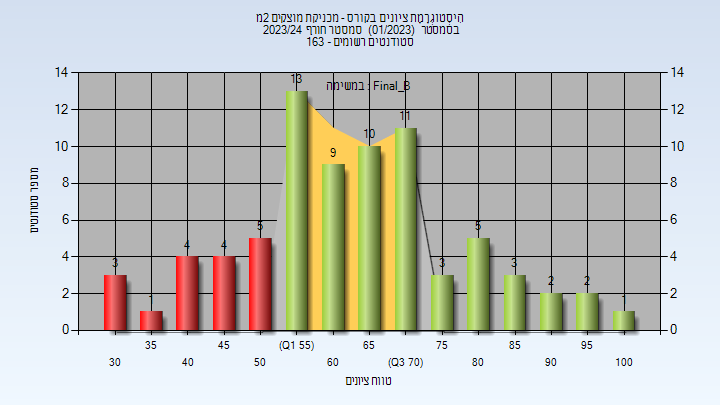 היסטוגרמת ציונים בקורס - מכניקת מוצקים 2מ
בסמסטר (01/2023) סמסטר חורף 2023/24
סטודנטים רשומים - 163
במשימה : Final_B
מספר סטודנטים
14 14
12 12
10 10
8 8
6 6
4 4
2 2
0 0
3 1 4 4 5 13 9 10 11 3 5 3 2 2 1
35 45 (Q1 55) 65 75 85 95
30 40 50 60 (Q3 70) 80 90 100
טווח ציונים